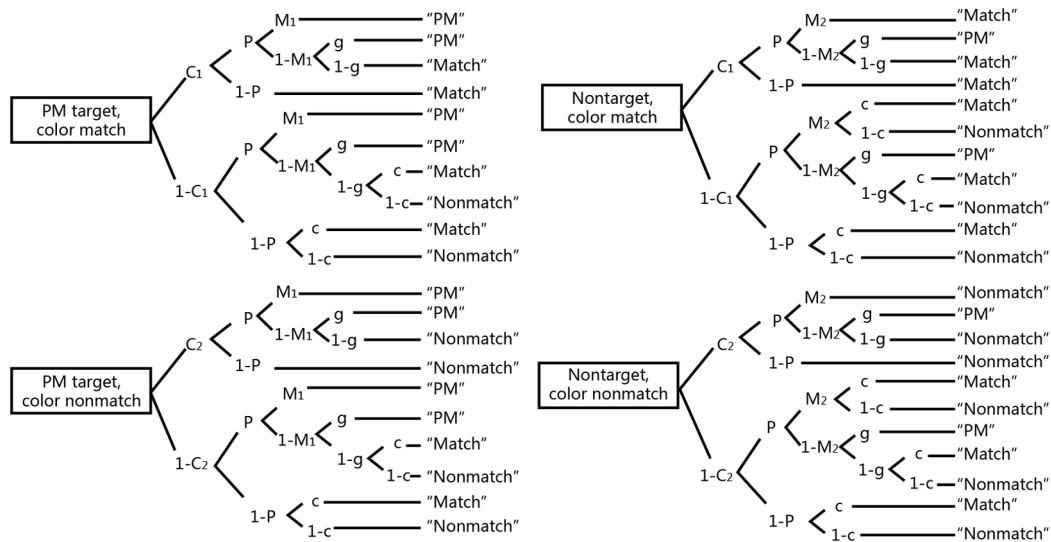 PM target,
color match
C₁
P
M₁
"PM"
1-M₁
g
"PM"
1-g
"Match"
1-P
"Match"
1-C₁
P
M₁
"PM"
1-M₁
g
"PM"
1-g
c
"Match"
1-c
"Nonmatch"
1-P
c
"Match"
1-c
"Nonmatch"
Nontarget,
color match
C₁
P
M₂
"Match"
1-M₂
g
"PM"
1-g
"Match"
1-P
"Match"
1-C₁
P
M₂
c
"Match"
1-c
"Nonmatch"
1-M₂
g
"PM"
1-g
c
"Match"
1-c
"Nonmatch"
1-P
c
"Match"
1-c
"Nonmatch"
PM target,
color nonmatch
C₂
P
M₁
"PM"
1-M₁
g
"PM"
1-g
"Nonmatch"
1-P
"Nonmatch"
1-C₂
P
M₁
"PM"
1-M₁
g
"PM"
1-g
c
"Match"
1-c
"Nonmatch"
1-P
c
"Match"
1-c
"Nonmatch"
Nontarget,
color nonmatch
C₂
P
M₂
"Nonmatch"
1-M₂
g
"PM"
1-g
"Nonmatch"
1-P
"Nonmatch"
1-C₂
P
M₂
c
"Match"
1-c
"Nonmatch"
1-M₂
g
"PM"
1-g
c
"Match"
1-c
"Nonmatch"
1-P
c
"Match"
1-c
"Nonmatch"